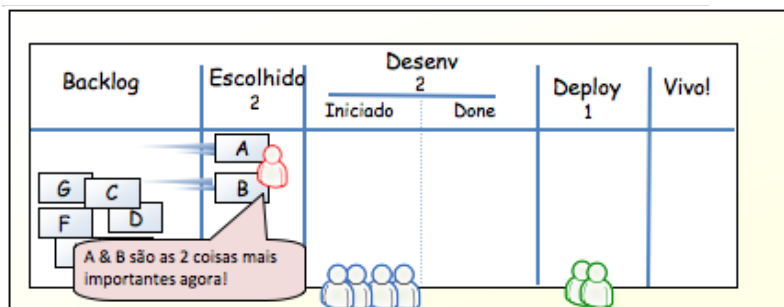 Backlog
Escolhido
2
Desenv
2
Iniciado
Done
Deploy
1
Vivo!
A
B
G
C
F
D
A & B são as 2 coisas mais
importantes agora!